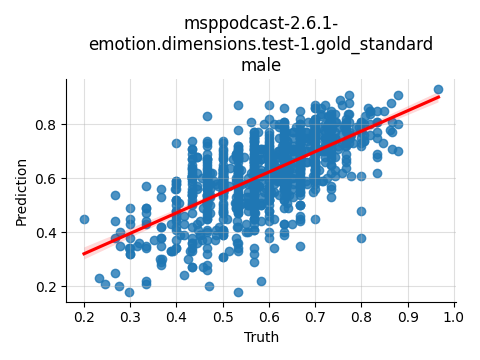 msppodcast-2.6.1-
emotion.dimensions.test-1.gold_standard
male
0.8
0.6
0.4
0.2
Prediction
0.2 0.3 0.4 0.5 0.6 0.7 0.8 0.9 1.0
Truth